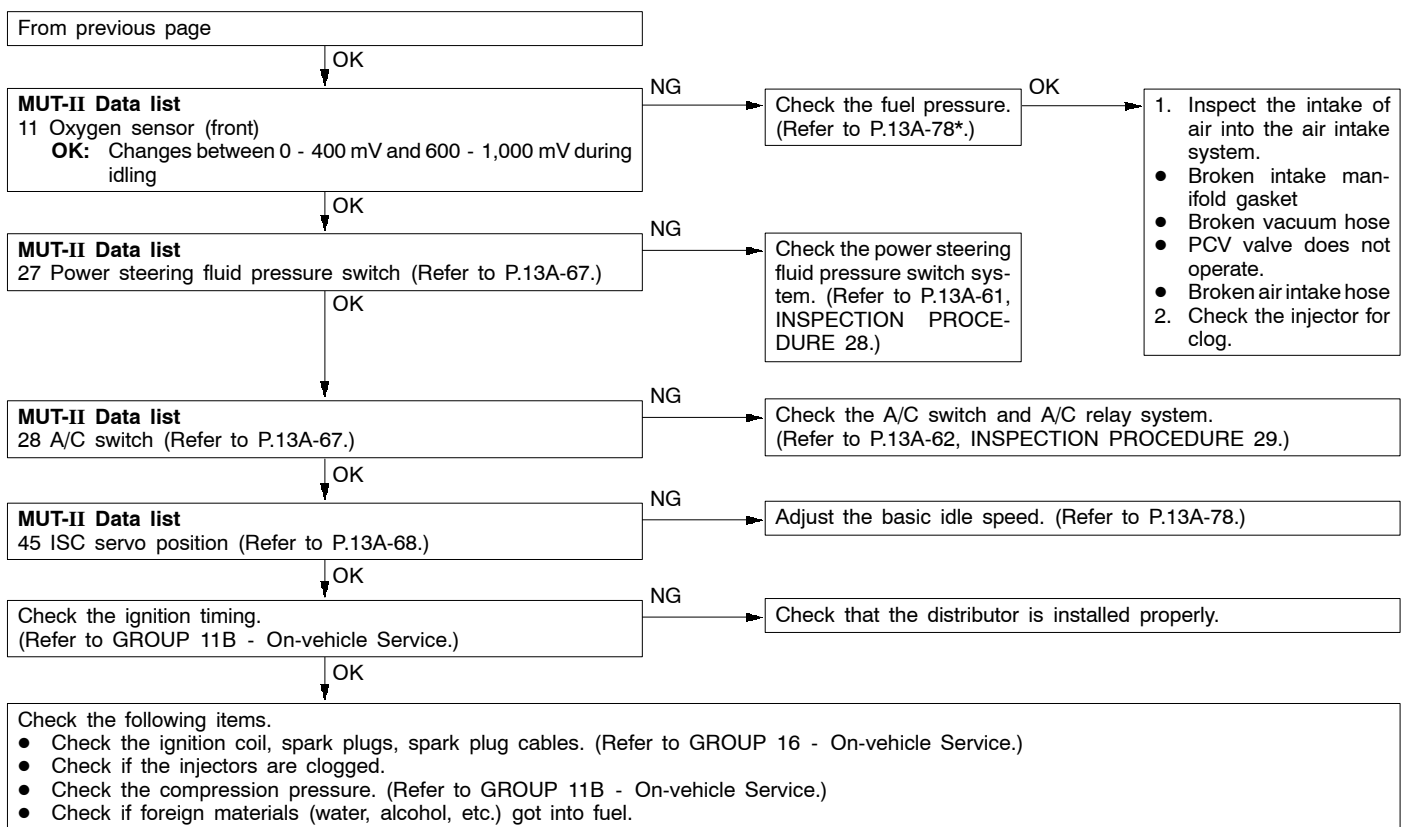 From previous page
OK
MUT-II Data list
11 Oxygen sensor (front)
OK: Changes between 0 - 400 mV and 600 - 1,000 mV during
idling
NG
Check the fuel pressure.
(Refer to P.13A-78*.)
OK
1. Inspect the intake of
air into the air intake
system.
● Broken intake man-
ifold gasket
● Broken vacuum hose
● PCV valve does not
operate.
● Broken air intake hose
2. Check the injector for
clog.
OK
MUT-II Data list
27 Power steering fluid pressure switch (Refer to P.13A-67.)
NG
Check the power steering
fluid pressure switch sys-
tem. (Refer to P.13A-61,
INSPECTION PROCE-
DURE 28.)
OK
MUT-II Data list
28 A/C switch (Refer to P.13A-67.)
NG
Check the A/C switch and A/C relay system.
(Refer to P.13A-62, INSPECTION PROCEDURE 29.)
OK
MUT-II Data list
45 ISC servo position (Refer to P.13A-68.)
NG
Adjust the basic idle speed. (Refer to P.13A-78.)
OK
Check the ignition timing.
(Refer to GROUP 11B - On-vehicle Service.)
NG
Check that the distributor is installed properly.
OK
Check the following items.
● Check the ignition coil, spark plugs, spark plug cables. (Refer to GROUP 16 - On-vehicle Service.)
● Check if the injectors are clogged.
● Check the compression pressure. (Refer to GROUP 11B - On-vehicle Service.)
● Check if foreign materials (water, alcohol, etc.) got into fuel.